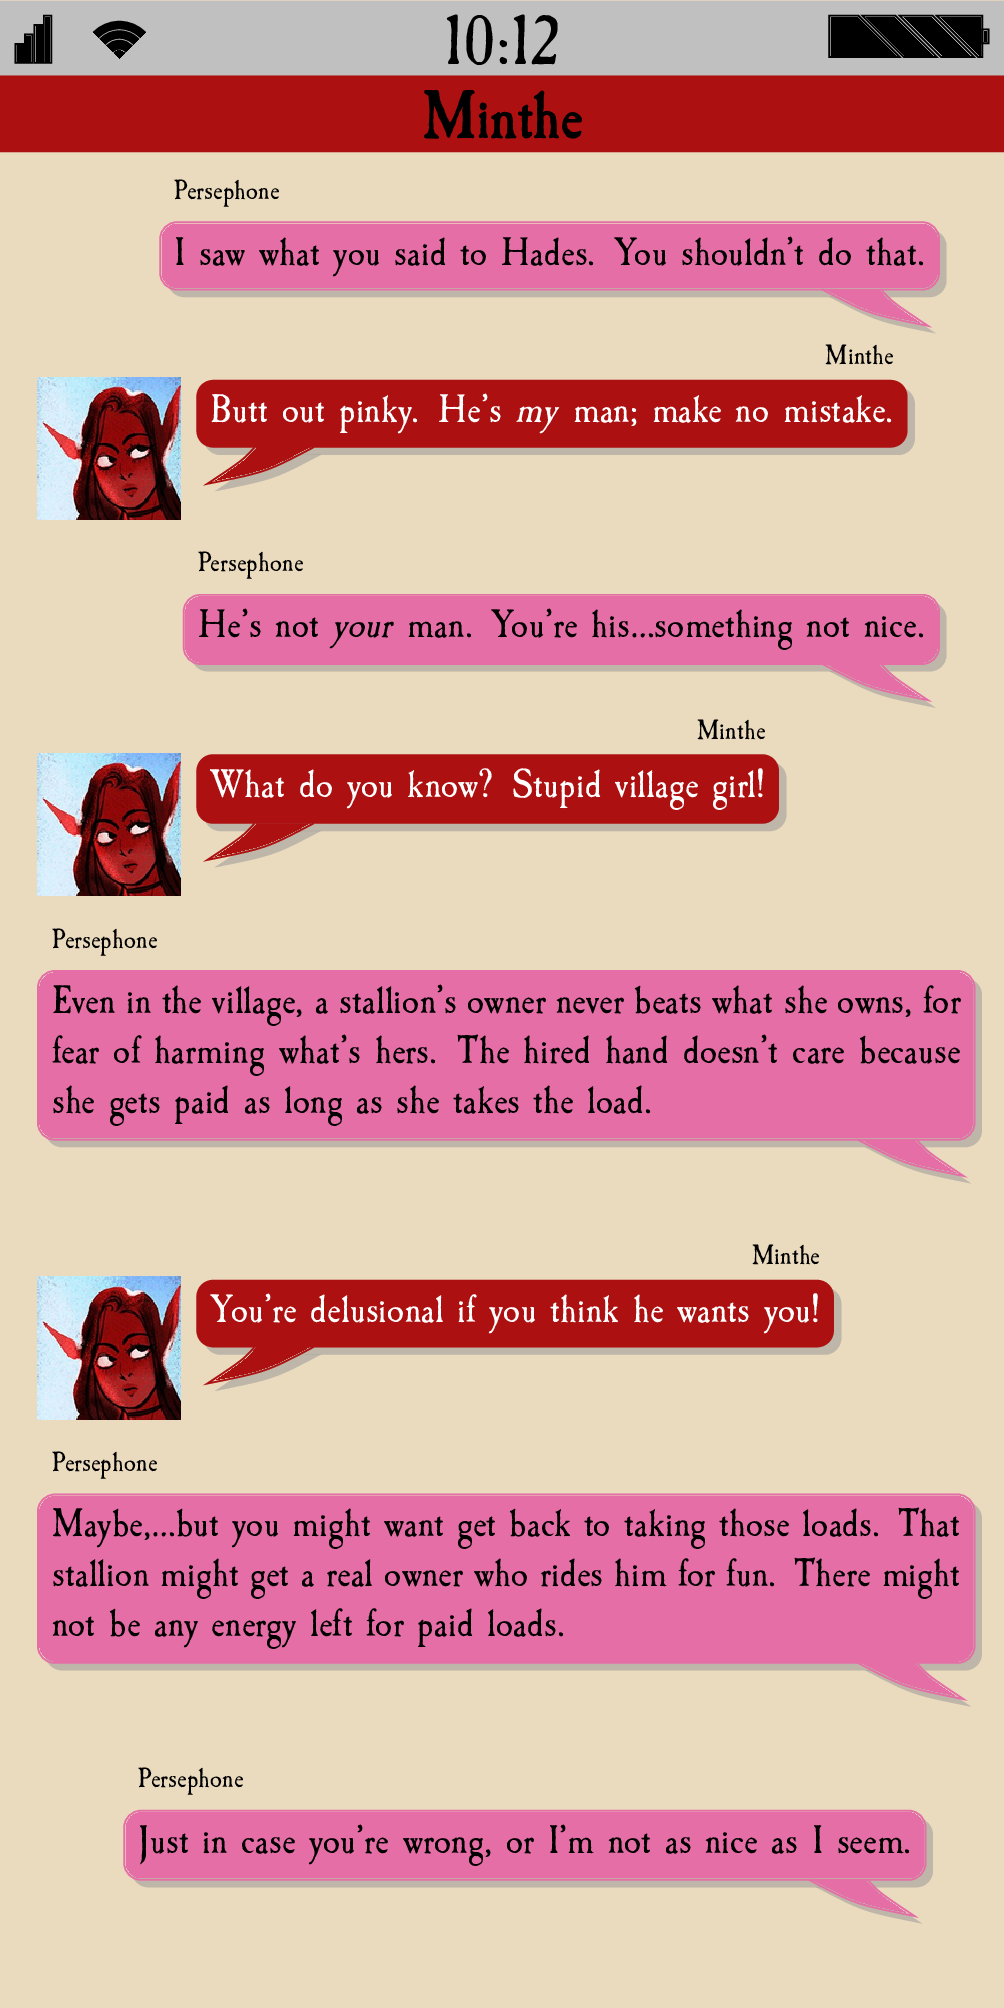 10:12
Minthe
Persephone
I saw what you said to Hades. You shouldn't do that.
Minthe
Butt out pinky. He's my man; make no mistake.
Persephone
He's not your man. You're his...something not nice.
Minthe
What do you know? Stupid village girl!
Persephone
Even in the village, a stallion's owner never beats what she owns, for
fear of harming what's hers. The hired hand doesn't care because
she gets paid as long as she takes the load.
Minthe
You're delusional if you think he wants you!
Persephone
Maybe,...but you might want get back to taking those loads. That
stallion might get a real owner who rides him for fun. There might
not be any energy left for paid loads.
Persephone
Just in case you're wrong, or I'm not as nice as I seem.